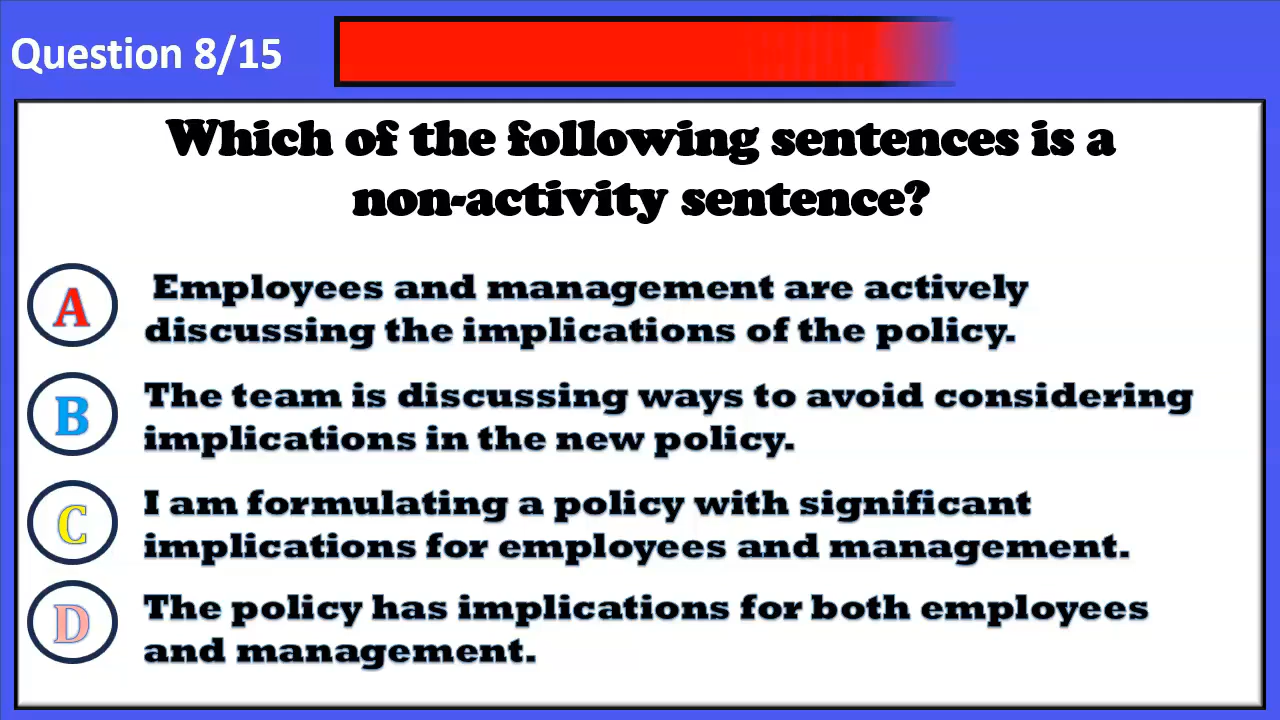 Question 8/15
Which of the following sentences is a
non-activity sentence?
A
Employees and management are actively
discussing the implications of the policy.
B
The team is discussing ways to avoid considering
implications in the new policy.
C
I am formulating a policy with significant
implications for employees and management.
D
The policy has implications for both employees
and management.